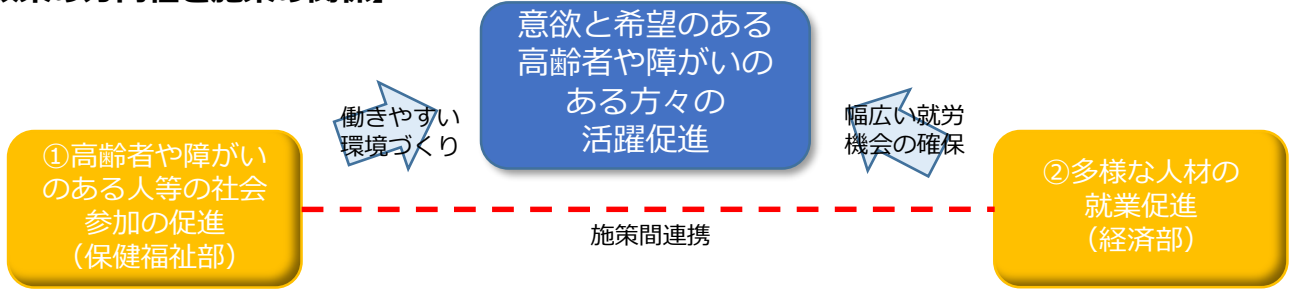 意欲と希望のある
高齢者や障がいの
ある方々の
活躍促進
働きやすい
環境づくり
幅広い就労
機会の確保
①高齢者や障がい
のある人等の社会
参加の促進
（保健福祉部）
②多様な人材の
就業促進
（経済部）
施策間連携